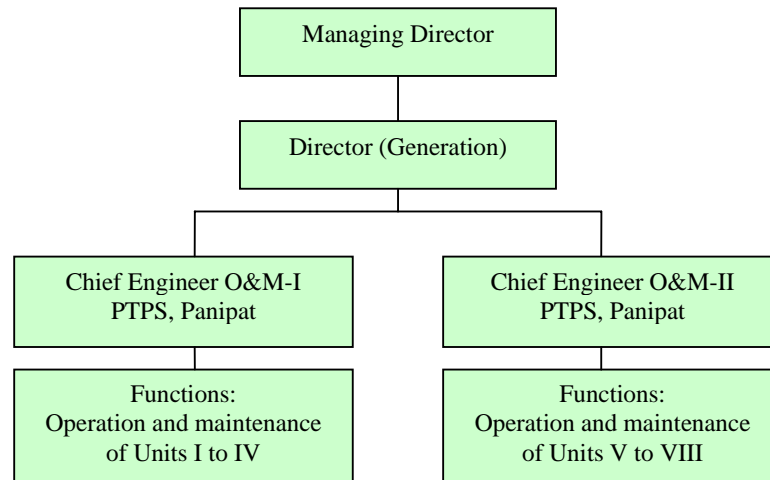 Managing Director
Director (Generation)
Chief Engineer O&M-I
PTPS, Panipat
Chief Engineer O&M-II
PTPS, Panipat
Functions:
Operation and maintenance
of Units I to IV
Functions:
Operation and maintenance
of Units V to VIII